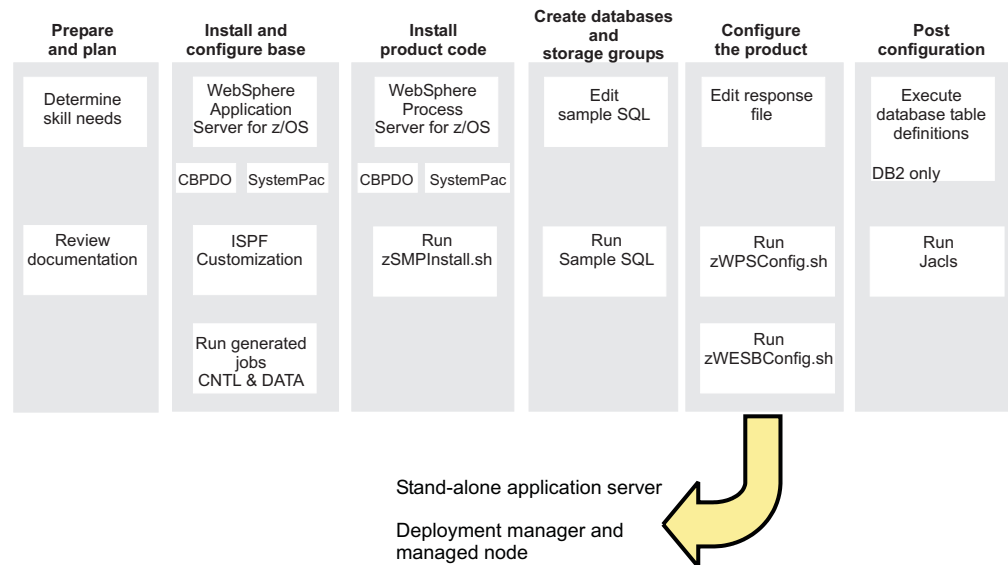 Prepare
and plan
Determine
skill needs
Review
documentation
Install and
configure base
WebSphere
Application
Server for z/OS
CBPDO
SystemPac
ISPF
Customization
Run generated
jobs
CNTL & DATA
Install
product code
WebSphere
Process
Server for z/OS
CBPDO
SystemPac
Run
zSMPInstall.sh
Create databases
and
storage groups
Edit
sample SQL
Run
Sample SQL
Configure
the product
Edit response
file
Run
zWPSConfig.sh
Run
zWESBConfig.sh
Post
configuration
Execute
database table
definitions
DB2 only
Run
Jacls
Stand-alone application server
Deployment manager and
managed node